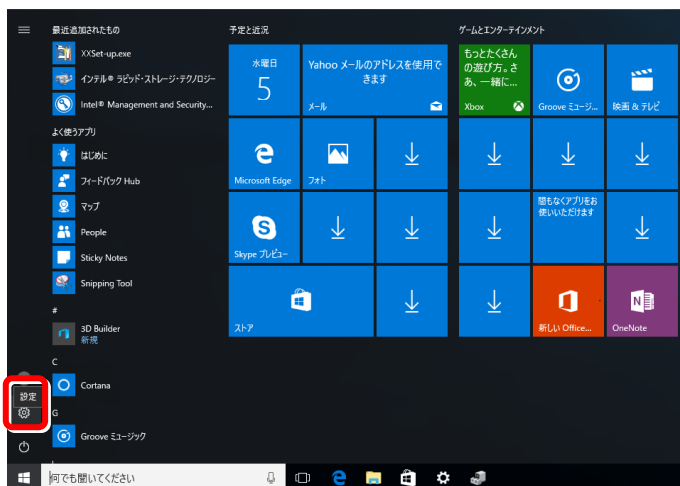 最近追加されたもの
XXSet-up.exe
インテル® ラピッド・ストレージ・テクノロジー
Intel® Management and Security...
よく使うアプリ
はじめに
フィードバック Hub
マップ
People
Sticky Notes
Snipping Tool
#
3D Builder
新規
C
Cortana
設定
G
Groove ミュージック
何でも聞いてください
予定と近況
水曜日
5
Yahoo メールのアドレスを使用で
きます
メール
Microsoft Edge
フォト
Skype プレビュー
ストア
ゲームとエンターテインメント
もっとたくさん
の遊び方。さ
あ、一緒に...
Xbox
Groove ミュージ...
映画 & テレビ
間もなくアプリをお
使いいただけます
新しい Office...
OneNote